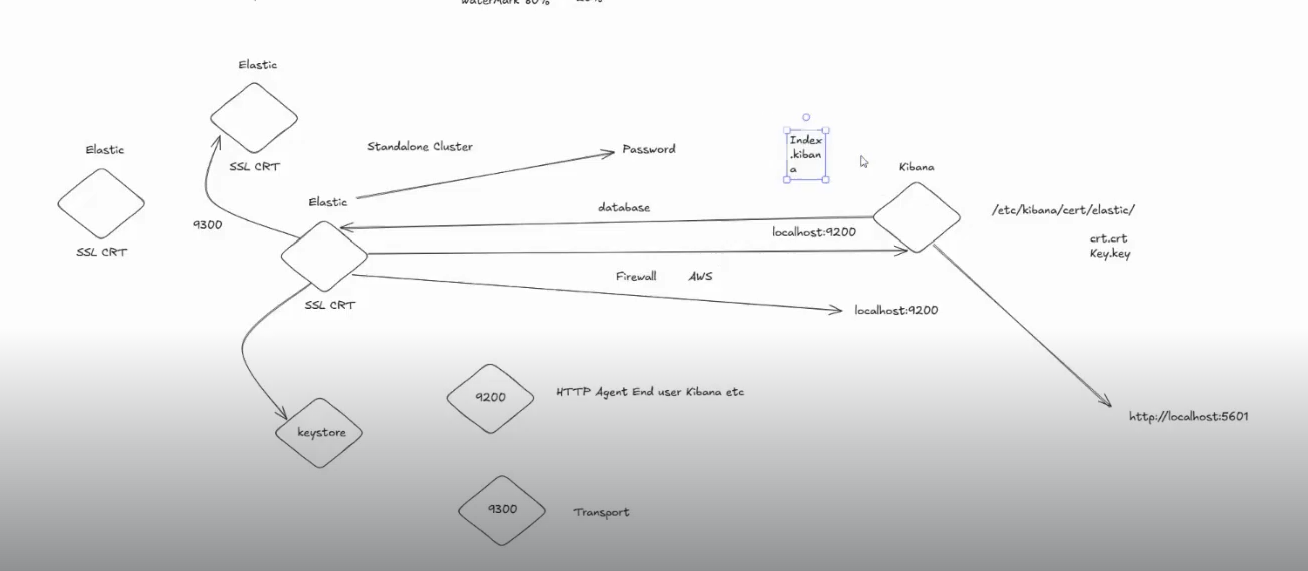 Elastic
Elastic
Standalone Cluster
Password
Index
.kiban
a
Kibana
SSL CRT
Elastic
database
/etc/kibana/cert/elastic/
9300
localhost:9200
crt.crt
Key.key
SSL CRT
Firewall
AWS
SSL CRT
localhost:9200
9200
HTTP Agent End user Kibana etc
http://localhost:5601
keystore
9300
Transport